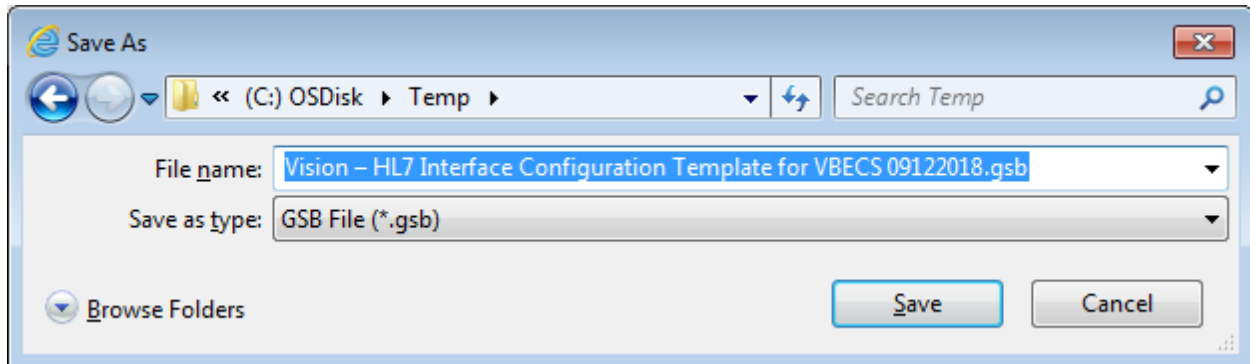 Save As
« (C:) OSDisk ▸ Temp ▸ Search Temp
File name: Vision – HL7 Interface Configuration Template for VBECS 09122018.gsb
Save as type: GSB File (*.gsb)
Browse Folders Save Cancel